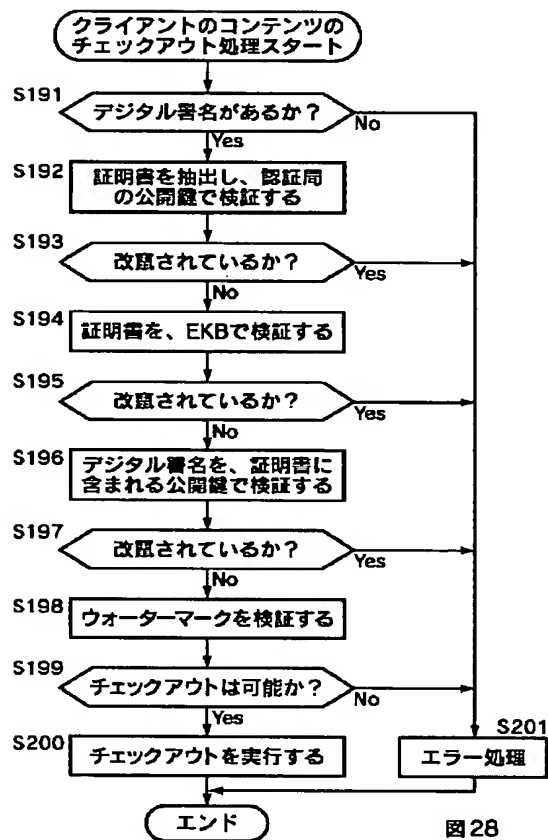 クライアントのコンテンツの
チェックアウト処理スタート
S191
デジタル署名があるか?
No
Yes
S192
証明書を抽出し、認証局
の公開鍵で検証する
S193
改竄されているか?
Yes
No
S194
証明書を、EKBで検証する
S195
改竄されているか?
Yes
No
S196
デジタル署名を、証明書に
含まれる公開鍵で検証する
S197
改竄されているか?
Yes
No
S198
ウォーターマークを検証する
S199
チェックアウトは可能か?
No
Yes
S200
チェックアウトを実行する
S201
エラー処理
エンド
図28